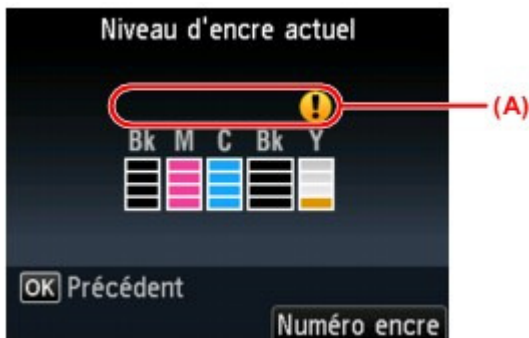 Niveau d'encre actuel
(A)
Bk M C Bk Y
OK Précédent
Numéro encre